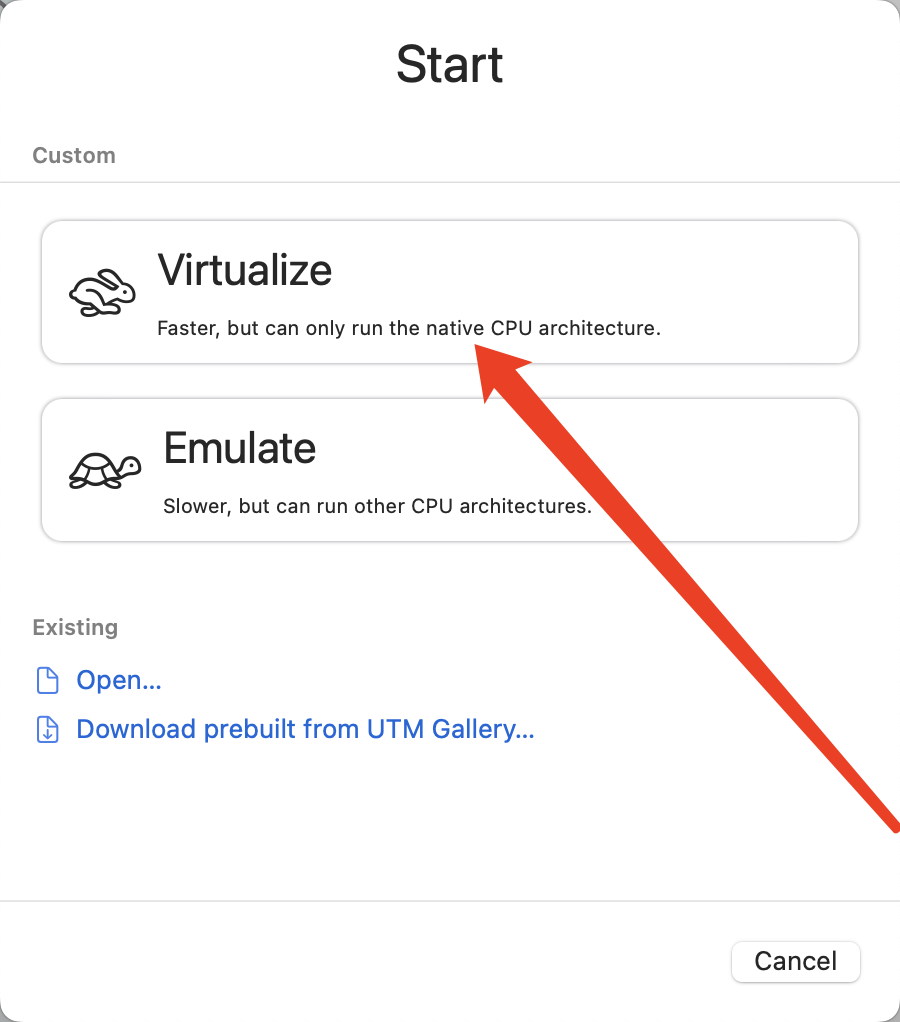 Start
Custom
Virtualize
Faster, but can only run the native CPU architecture.
Emulate
Slower, but can run other CPU architectures.
Existing
Open...
Download prebuilt from UTM Gallery...
Cancel